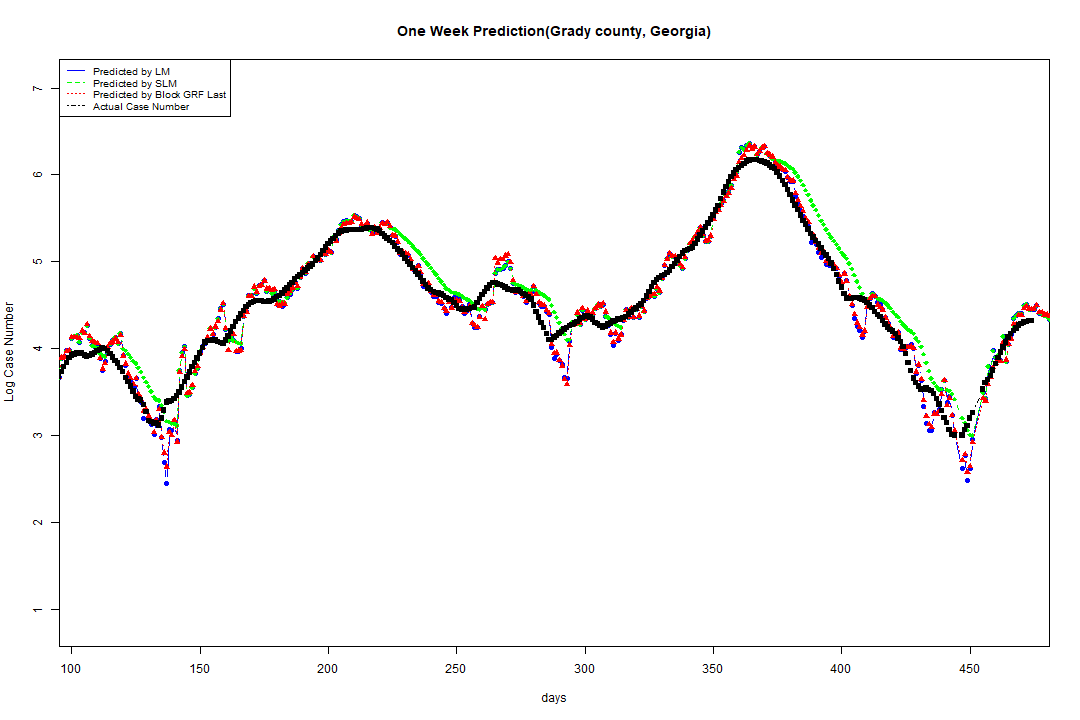 One Week Prediction(Grady county, Georgia)
Predicted by LM
Predicted by SLM
Predicted by Block GRF Last
Actual Case Number
Log Case Number
7
6
5
4
3
2
1
100 150 200 250 300 350 400 450
days